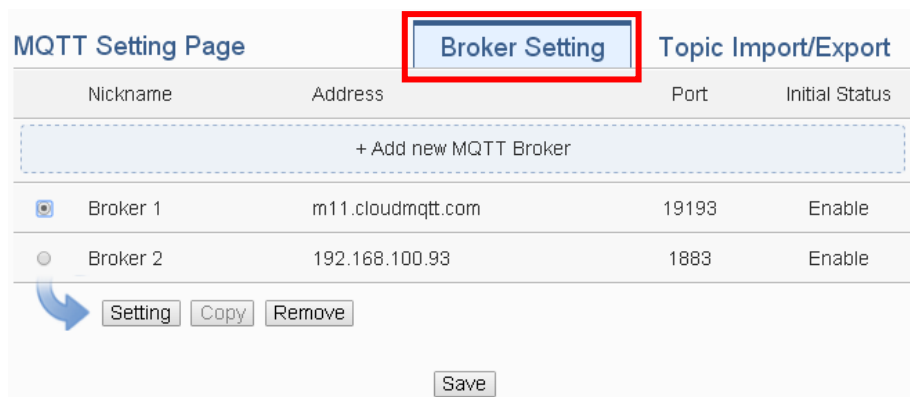 MQTT Setting Page Broker Setting Topic Import/Export
Nickname Address Port Initial Status
+ Add new MQTT Broker
Broker 1 m11.cloudmqtt.com 19193 Enable
Broker 2 192.168.100.93 1883 Enable
Setting Copy Remove
Save